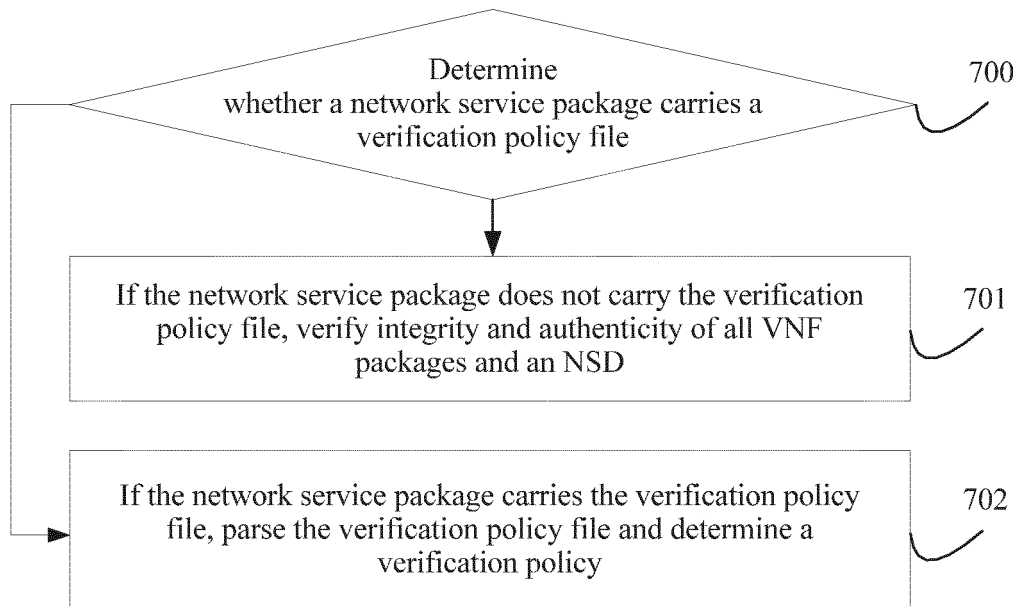 Determine
whether a network service package carries a
verification policy file
700
If the network service package does not carry the verification
policy file, verify integrity and authenticity of all VNF
packages and an NSD
701
If the network service package carries the verification policy
file, parse the verification policy file and determine a
verification policy
702